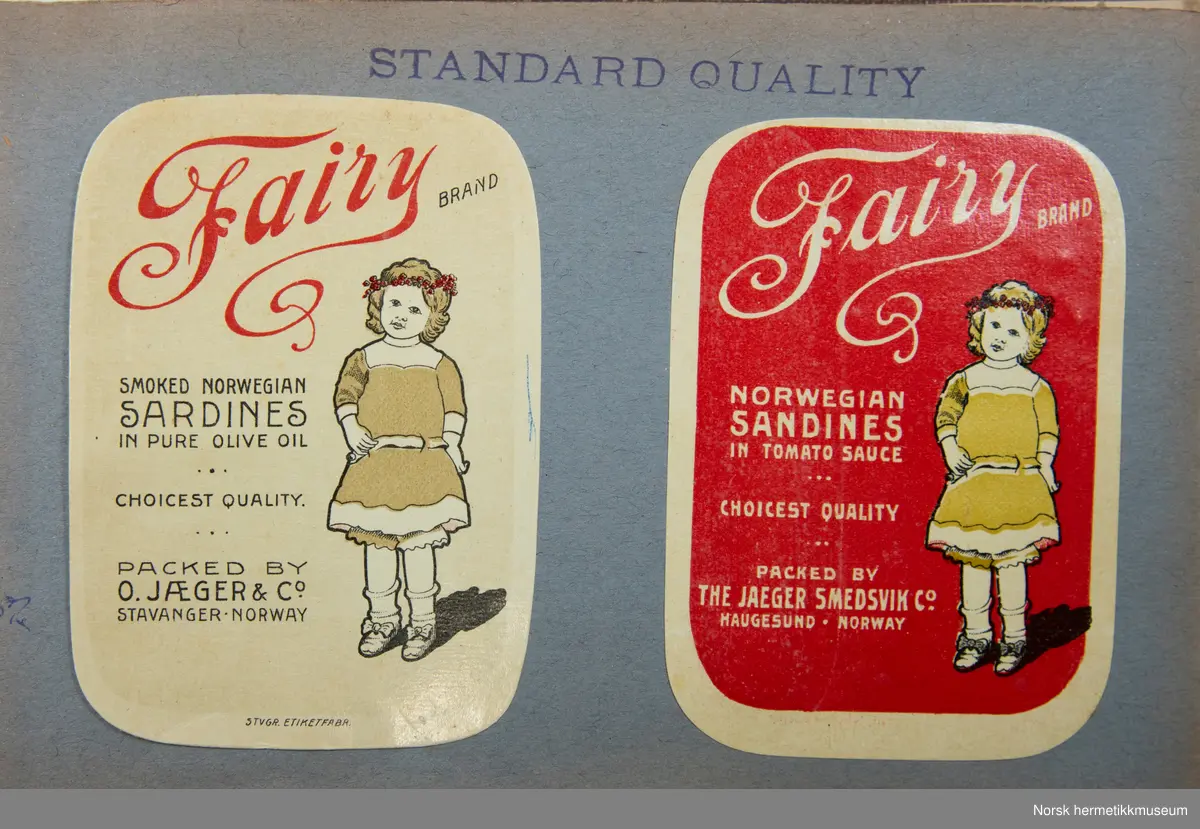 STANDARD QUALITY
Fairy BRAND
SMOKED NORWEGIAN
SARDINES
IN PURE OLIVE OIL
CHOICEST QUALITY.
PACKED BY
O. JÆGER & Cº
STAVANGER · NORWAY
STVGR. ETIKETFABR.
Fairy BRAND
NORWEGIAN
SANDINES
IN TOMATO SAUCE
CHOICEST QUALITY
PACKED BY
THE JAEGER SMEDSVIK Cº
HAUGESUND · NORWAY
Norsk hermetikkmuseum